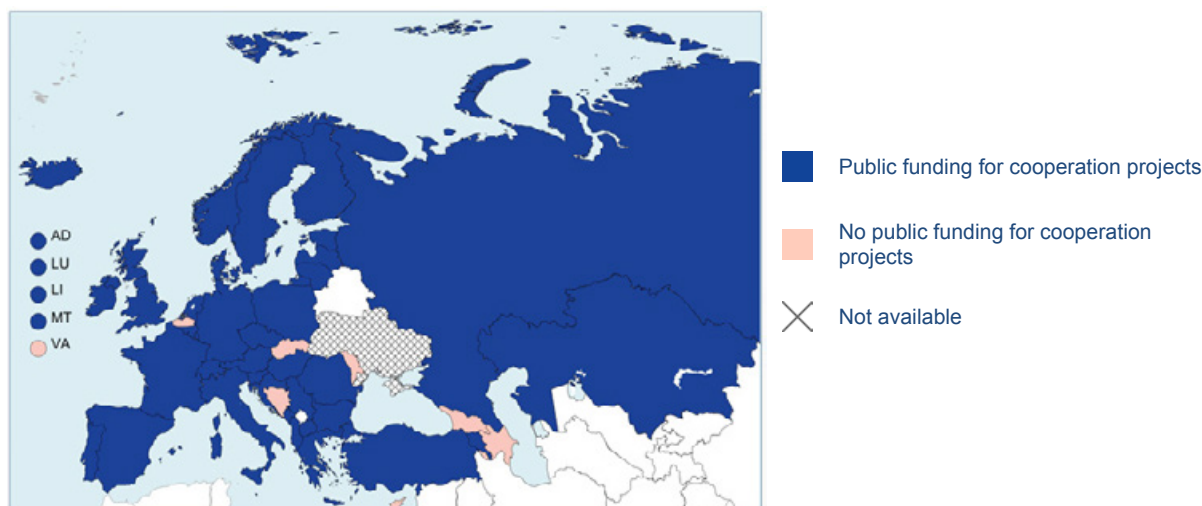 AD
LU
LI
MT
VA
Public funding for cooperation projects
No public funding for cooperation
projects
Not available